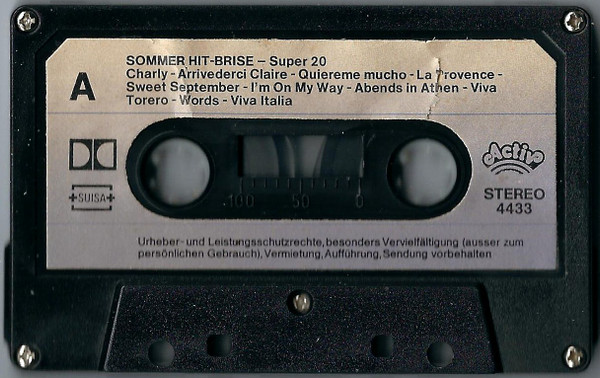 SOMMER HIT-BRISE – Super 20
Charly - Arrivederci Claire - Quiereme mucho - La Provence -
Sweet September - I'm On My Way - Abends in Athen - Viva
Torero - Words - Viva Italia
A
SUISA
Activ
STEREO
4433
100 50 0
Urheber- und Leistungsschutzrechte, besonders Vervielfältigung (ausser zum
persönlichen Gebrauch), Vermietung, Aufführung, Sendung vorbehalten